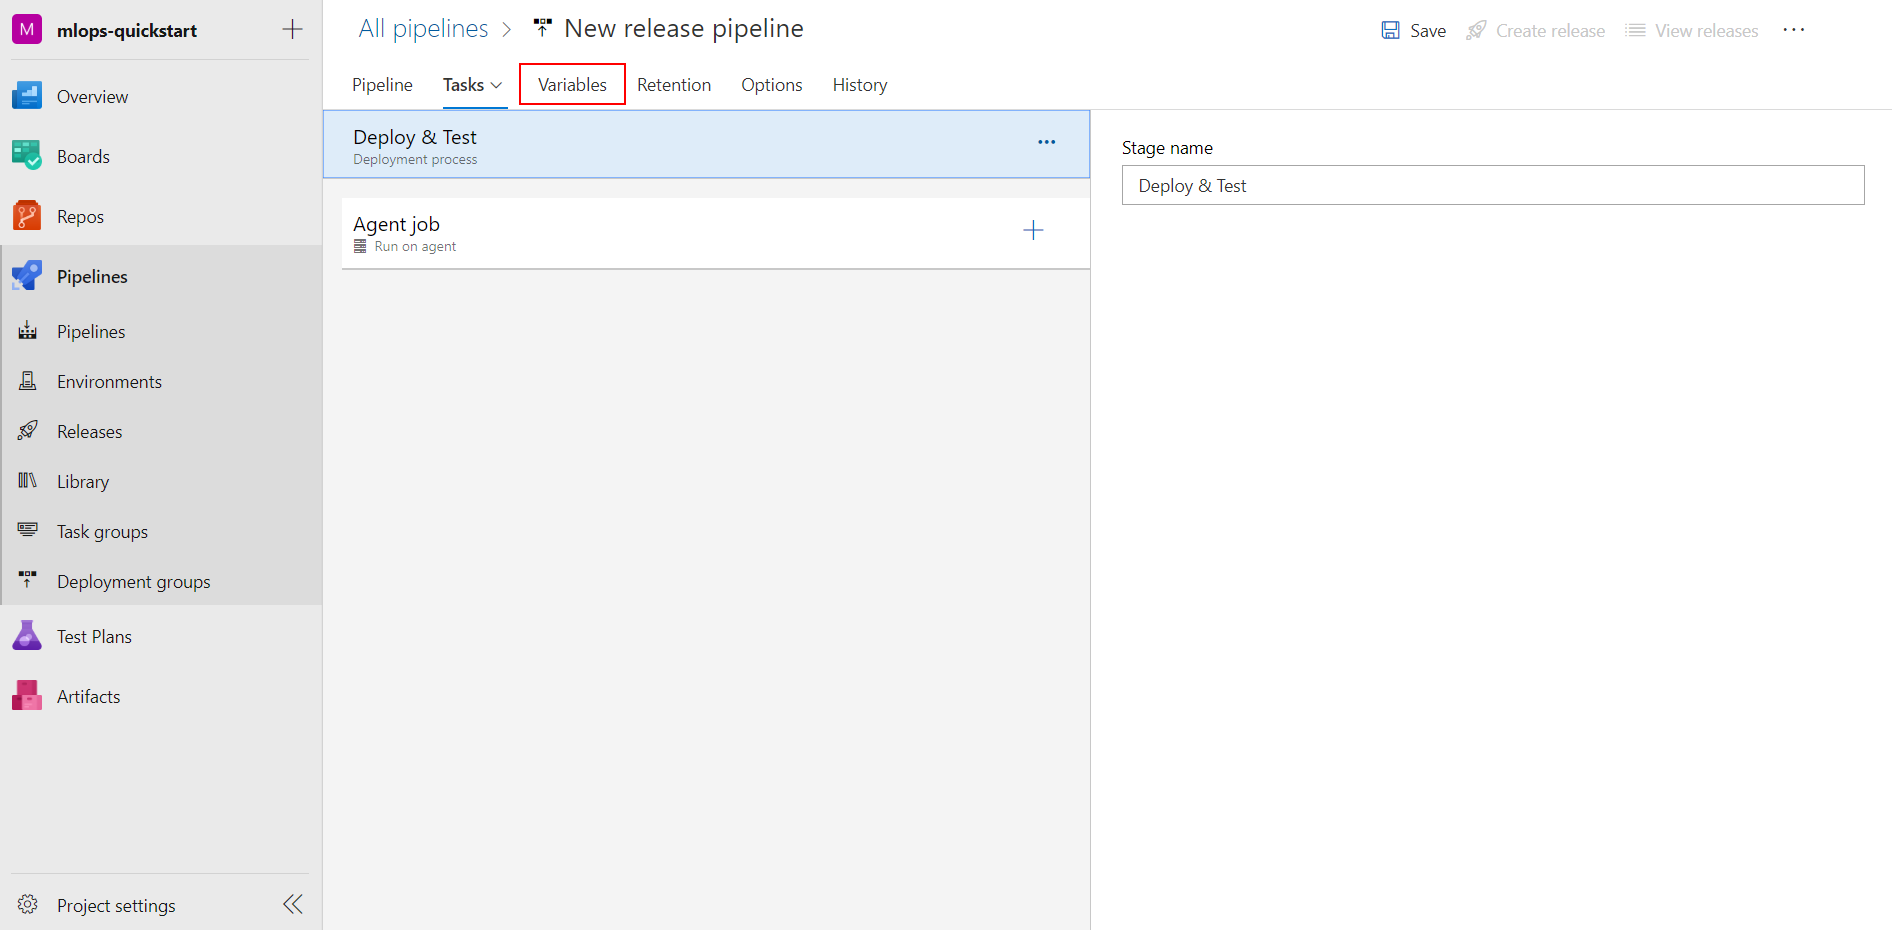 M mlops-quickstart
Overview
Boards
Repos
Pipelines
Pipelines
Environments
Releases
Library
Task groups
Deployment groups
Test Plans
Artifacts
Project settings
All pipelines New release pipeline
Save Create release View releases
Pipeline Tasks Variables Retention Options History
Deploy & Test
Deployment process
Agent job
Run on agent
Stage name
Deploy & Test